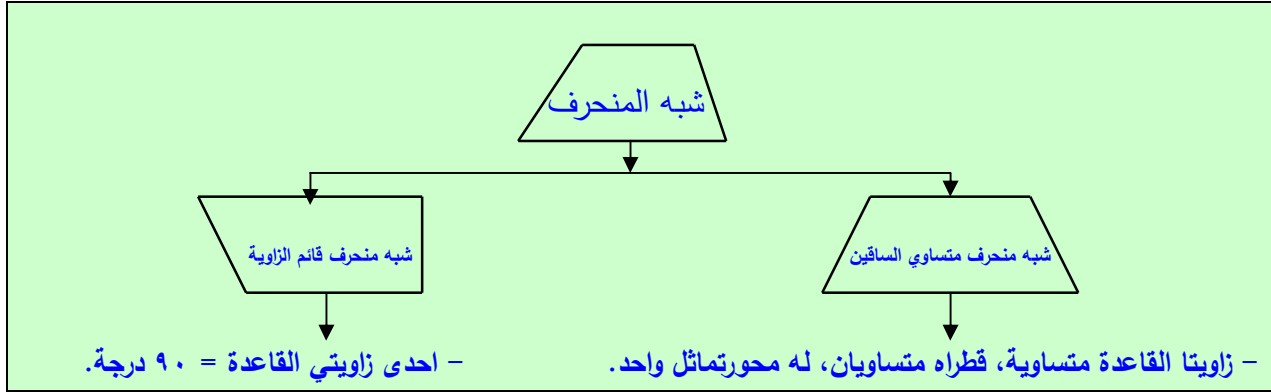 شبه المنحرف
شبه منحرف متساوي الساقين
شبه منحرف قائم الزاوية
- زاويتا القاعدة متساوية، قطراه متساويان، له محورتماثل واحد.
- احدى زاويتي القاعدة = ٩٠ درجة.